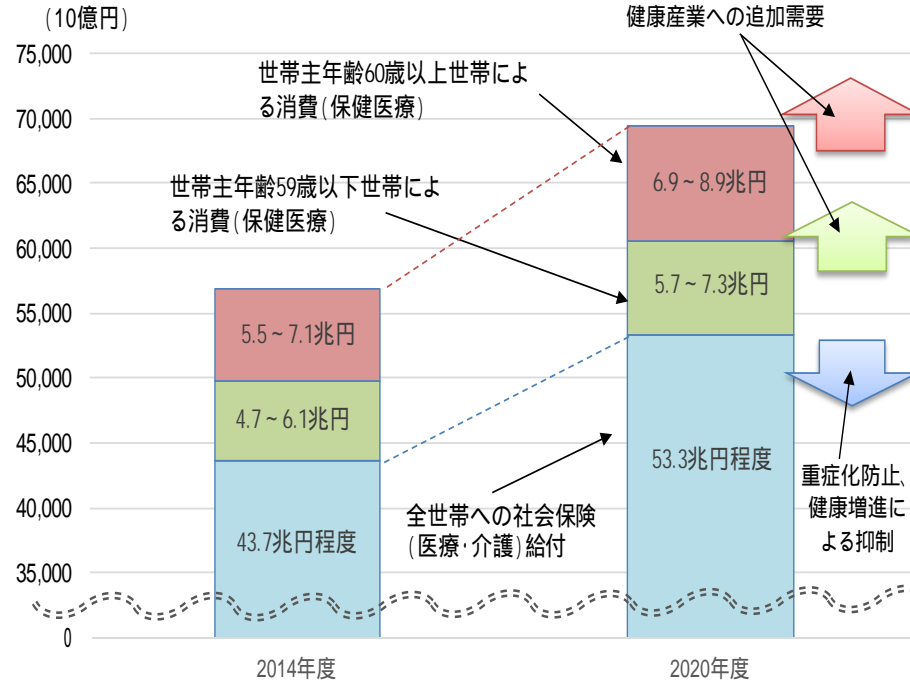 (10億円)
健康産業への追加需要
75,000
70,000
65,000
60,000
55,000
50,000
45,000
40,000
35,000
0
世帯主年齢60歳以上世帯によ
る消費(保健医療)
世帯主年齢59歳以下世帯によ
る消費(保健医療)
6.9~8.9兆円
5.7~7.3兆円
53.3兆円程度
5.5~7.1兆円
4.7~6.1兆円
43.7兆円程度
全世帯への社会保険
(医療・介護)給付
重症化防止、
健康増進に
よる抑制
2014年度
2020年度